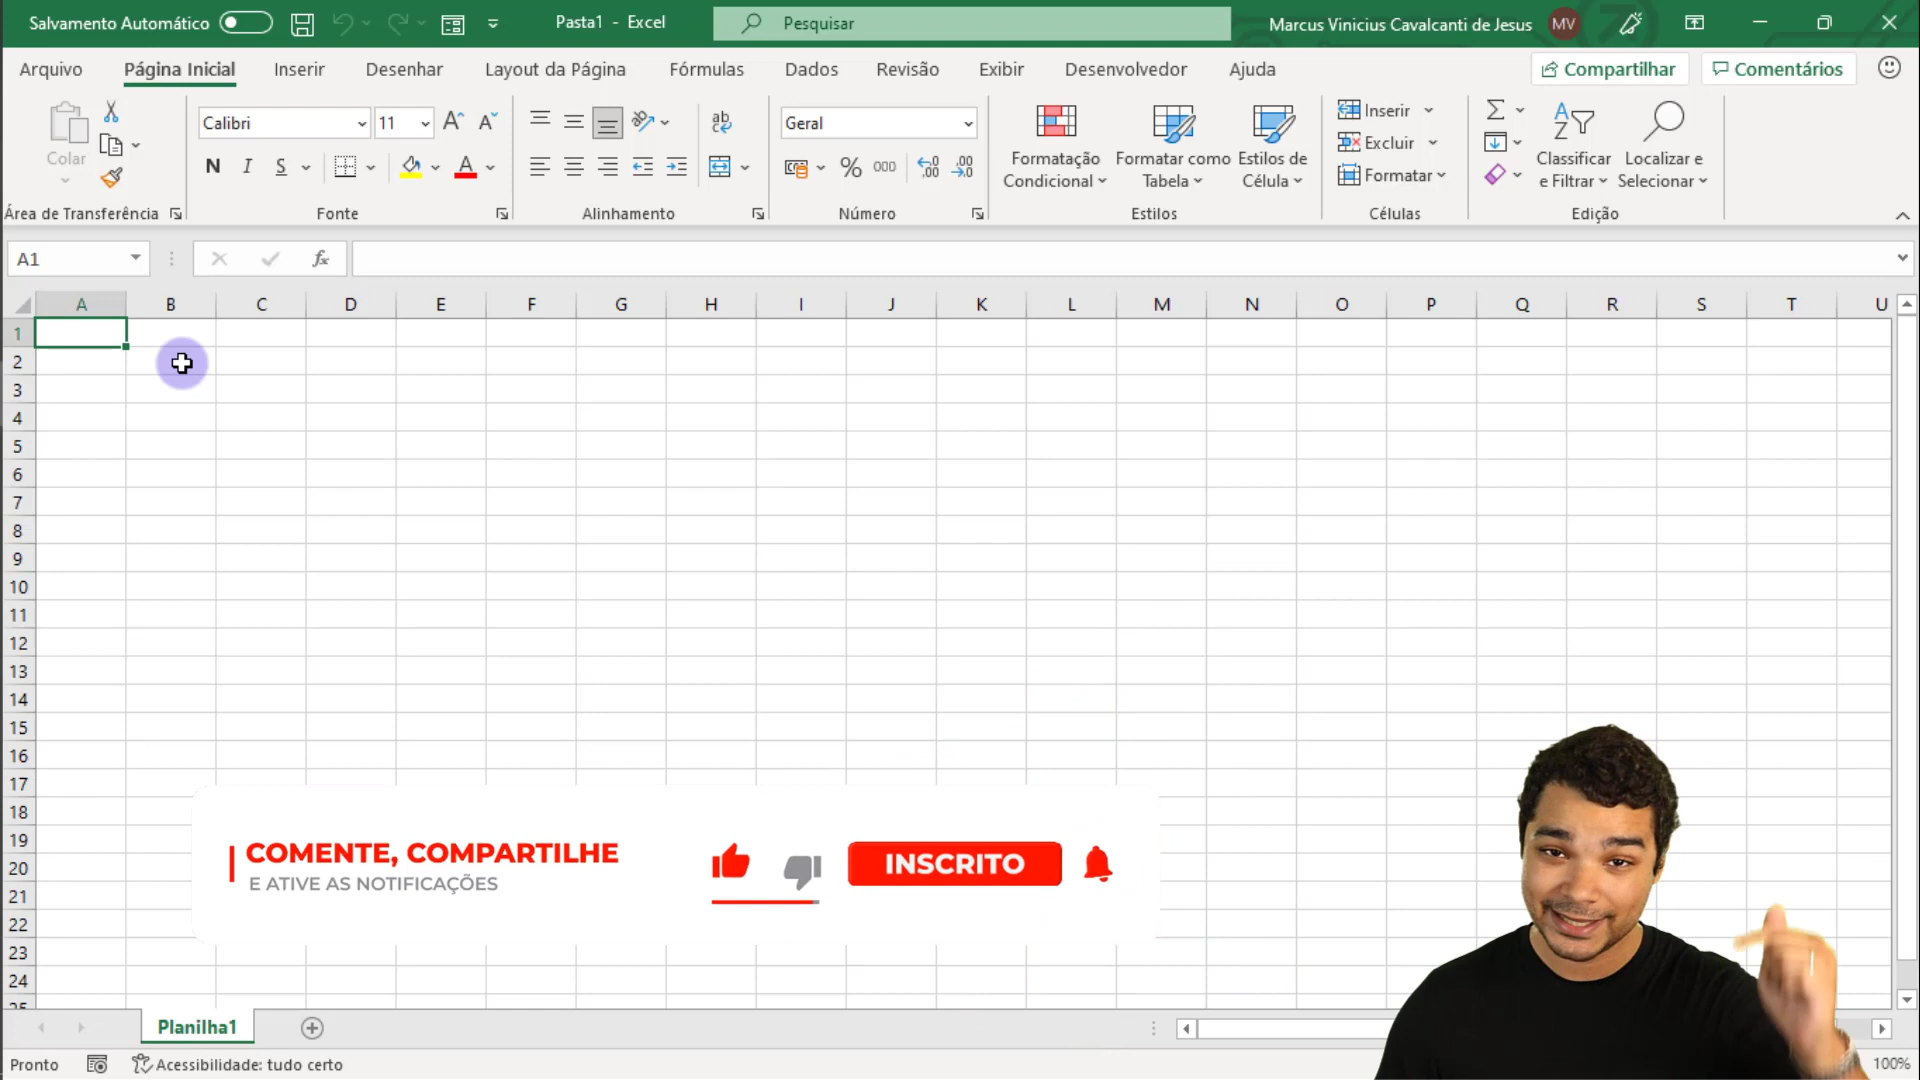 Salvamento Automático
Pasta1 - Excel
Pesquisar
Marcus Vinicius Cavalcanti de Jesus
MV
Arquivo
Página Inicial
Inserir
Desenhar
Layout da Página
Fórmulas
Dados
Revisão
Exibir
Desenvolvedor
Ajuda
Compartilhar
Comentários
Colar
Calibri
11
N I S
Geral
% 000
Formatação
Condicional
Formatar como
Tabela
Estilos de
Célula
Inserir
Excluir
Formatar
Classificar
e Filtrar
Localizar e
Selecionar
Área de Transferência
Fonte
Alinhamento
Número
Estilos
Células
Edição
A1
fx
A B C D E F G H I J K L M N O P Q R S T U
1
2
3
4
5
6
7
8
9
10
11
12
13
14
15
16
17
18
19
20
21
22
23
24
25
COMENTE, COMPARTILHE
E ATIVE AS NOTIFICAÇÕES
INSCRITO
Planilha1
Pronto
Acessibilidade: tudo certo
100%